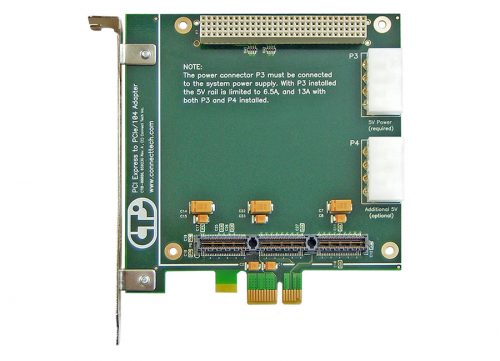 NOTE:
The power connector P3 must be connected
to the system power supply. With P3 installed
the 5V rail is limited to 6.5A, and 13A with
both P3 and P4 installed.
P3
5V Power
(required)
P4
Additional 5V
(optional)
PCI Express to PCIe/104 Adapter
www.connecttech.com